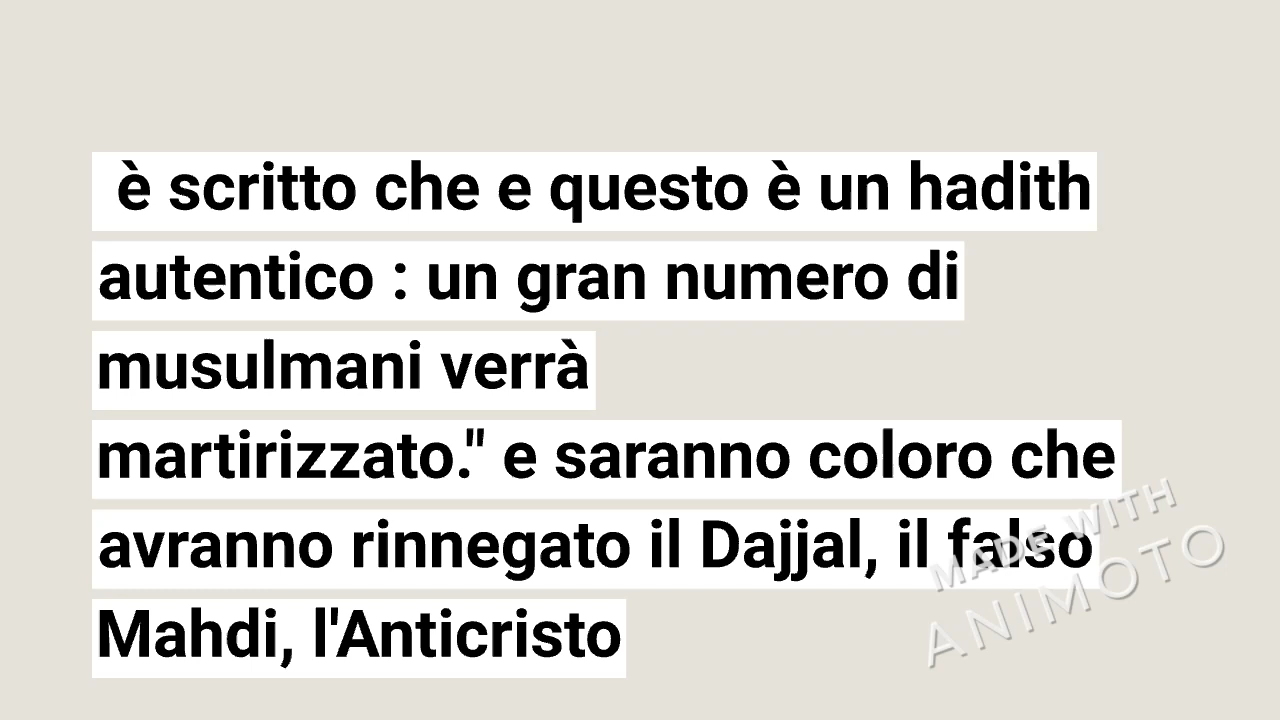 è scritto che e questo è un hadith
autentico : un gran numero di
musulmani verrà
martirizzato." e saranno coloro che
avranno rinnegato il Dajjal, il falso
Mahdi, l'Anticristo
MADE WITH
ANIMOTO